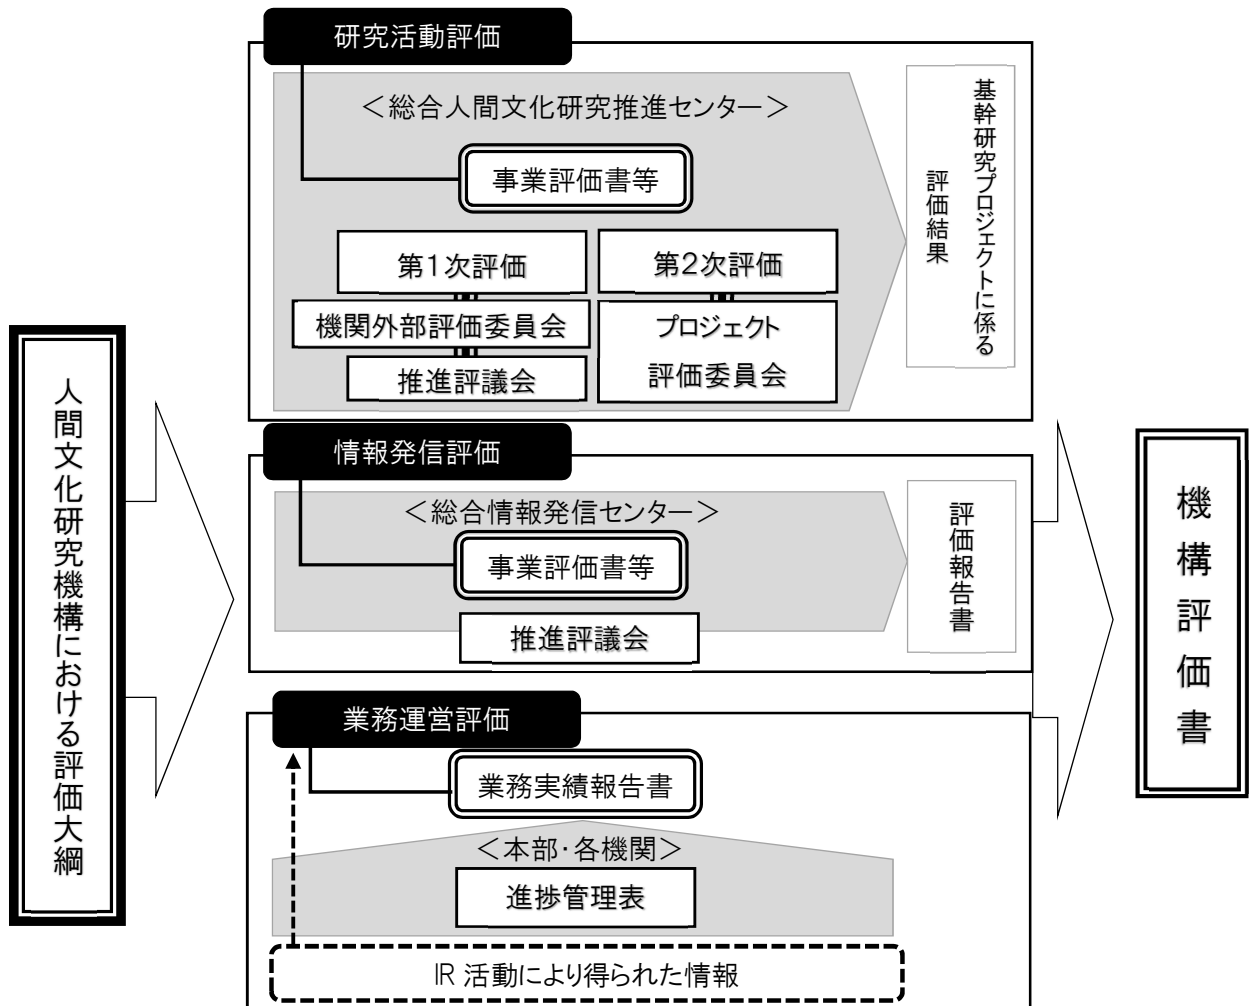 人間文化研究機構における評価大綱
研究活動評価
＜総合人間文化研究推進センター＞
事業評価書等
第１次評価
機関外部評価委員会
推進評議会
第２次評価
プロジェクト
評価委員会
基幹研究プロジェクトに係る
評価結果
情報発信評価
＜総合情報発信センター＞
事業評価書等
推進評議会
評価報告書
業務運営評価
業務実績報告書
＜本部・各機関＞
進捗管理表
IR 活動により得られた情報
機構評価書